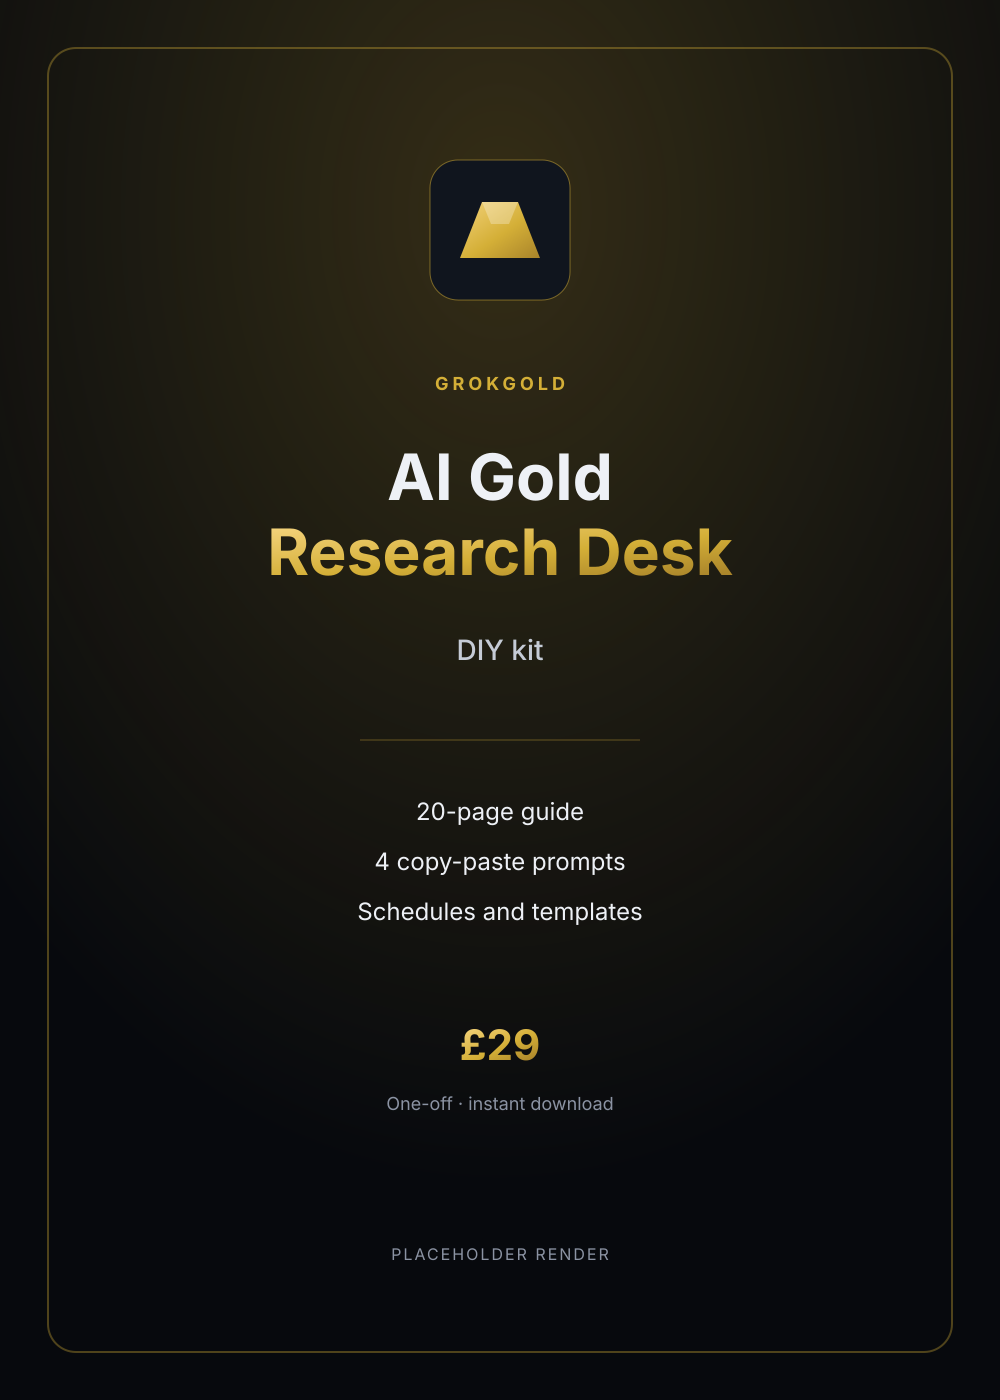 GROKGOLD
AI Gold
Research Desk
DIY kit
20-page guide
4 copy-paste prompts
Schedules and templates
£29
One-off · instant download
PLACEHOLDER RENDER